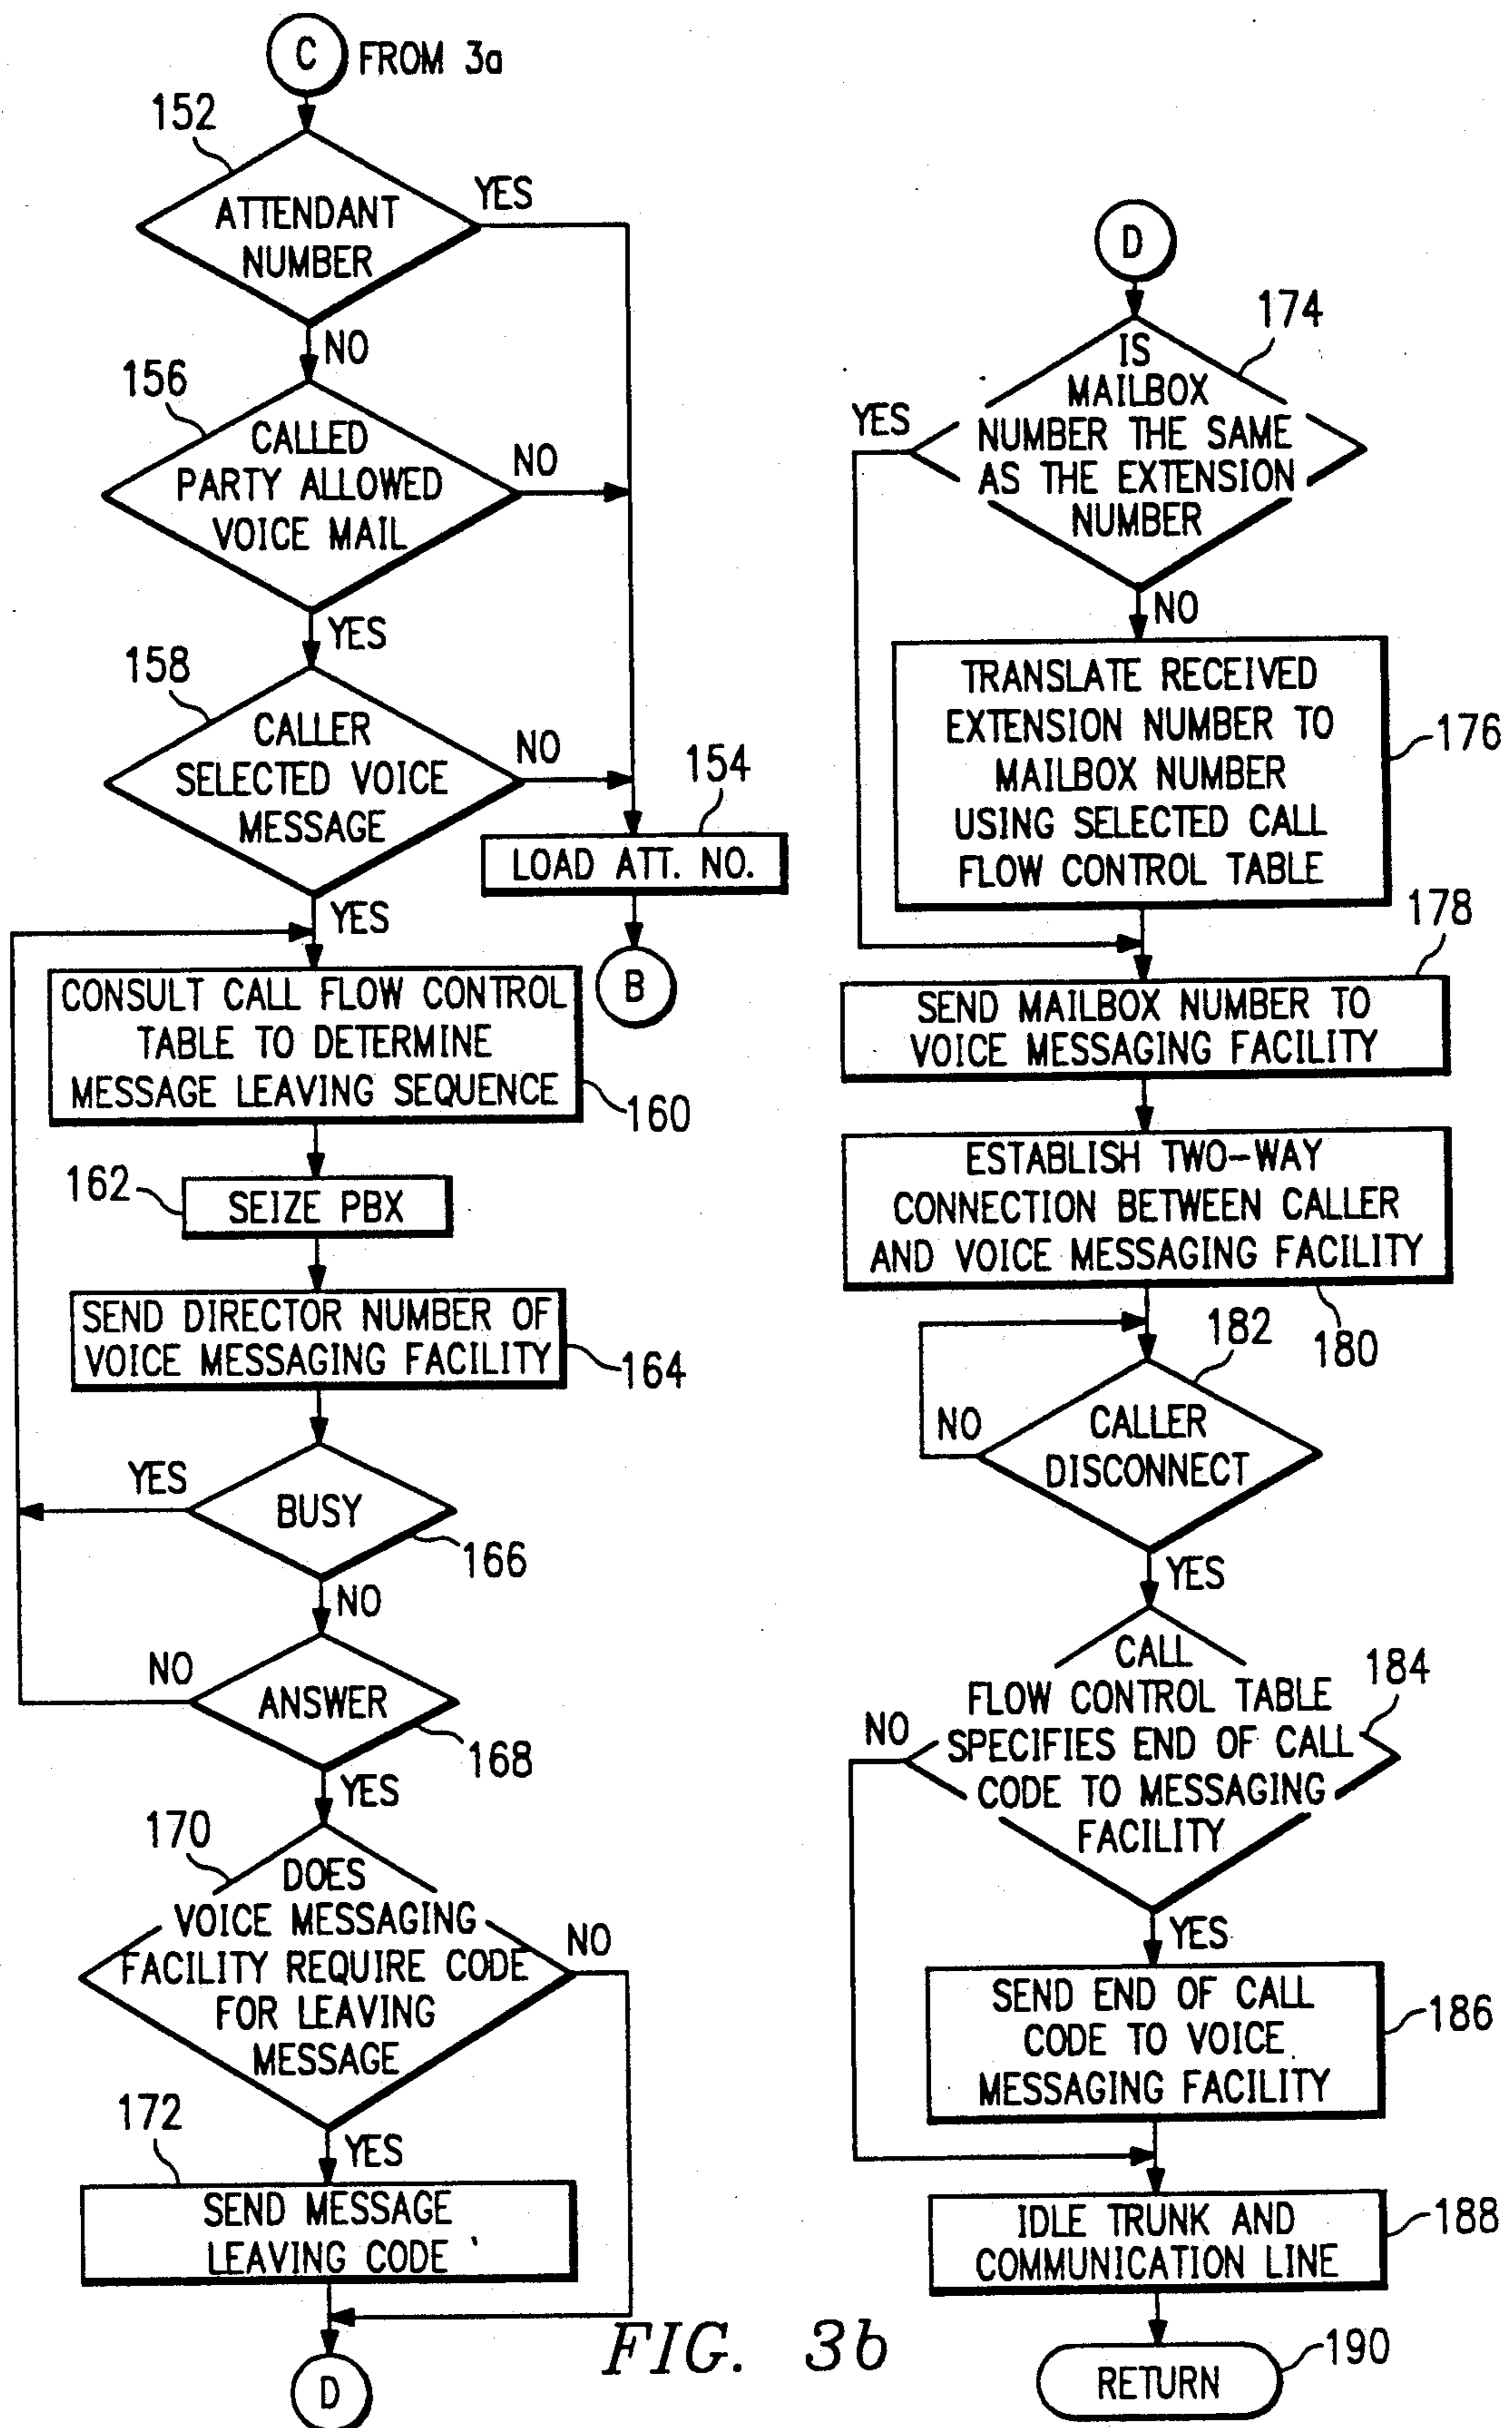 C FROM 3a
152
ATTENDANT
NUMBER
YES
NO
156
CALLED
PARTY ALLOWED
VOICE MAIL
NO
YES
158
CALLER
SELECTED VOICE
MESSAGE
NO
YES
154
LOAD ATT. NO.
B
CONSULT CALL FLOW CONTROL
TABLE TO DETERMINE
MESSAGE LEAVING SEQUENCE
160
162
SEIZE PBX
SEND DIRECTOR NUMBER OF
VOICE MESSAGING FACILITY
164
YES
BUSY
166
NO
NO
ANSWER
168
YES
170
DOES
VOICE MESSAGING
FACILITY REQUIRE CODE
FOR LEAVING
MESSAGE
NO
YES
172
SEND MESSAGE
LEAVING CODE
D
D
174
IS
MAILBOX
NUMBER THE SAME
AS THE EXTENSION
NUMBER
YES
NO
TRANSLATE RECEIVED
EXTENSION NUMBER TO
MAILBOX NUMBER
USING SELECTED CALL
FLOW CONTROL TABLE
176
178
SEND MAILBOX NUMBER TO
VOICE MESSAGING FACILITY
ESTABLISH TWO-WAY
CONNECTION BETWEEN CALLER
AND VOICE MESSAGING FACILITY
180
182
NO
CALLER
DISCONNECT
YES
CALL
FLOW CONTROL TABLE
SPECIFIES END OF CALL
CODE TO MESSAGING
FACILITY
184
NO
YES
SEND END OF CALL
CODE TO VOICE
MESSAGING FACILITY
186
IDLE TRUNK AND
COMMUNICATION LINE
188
RETURN
190
FIG. 3b